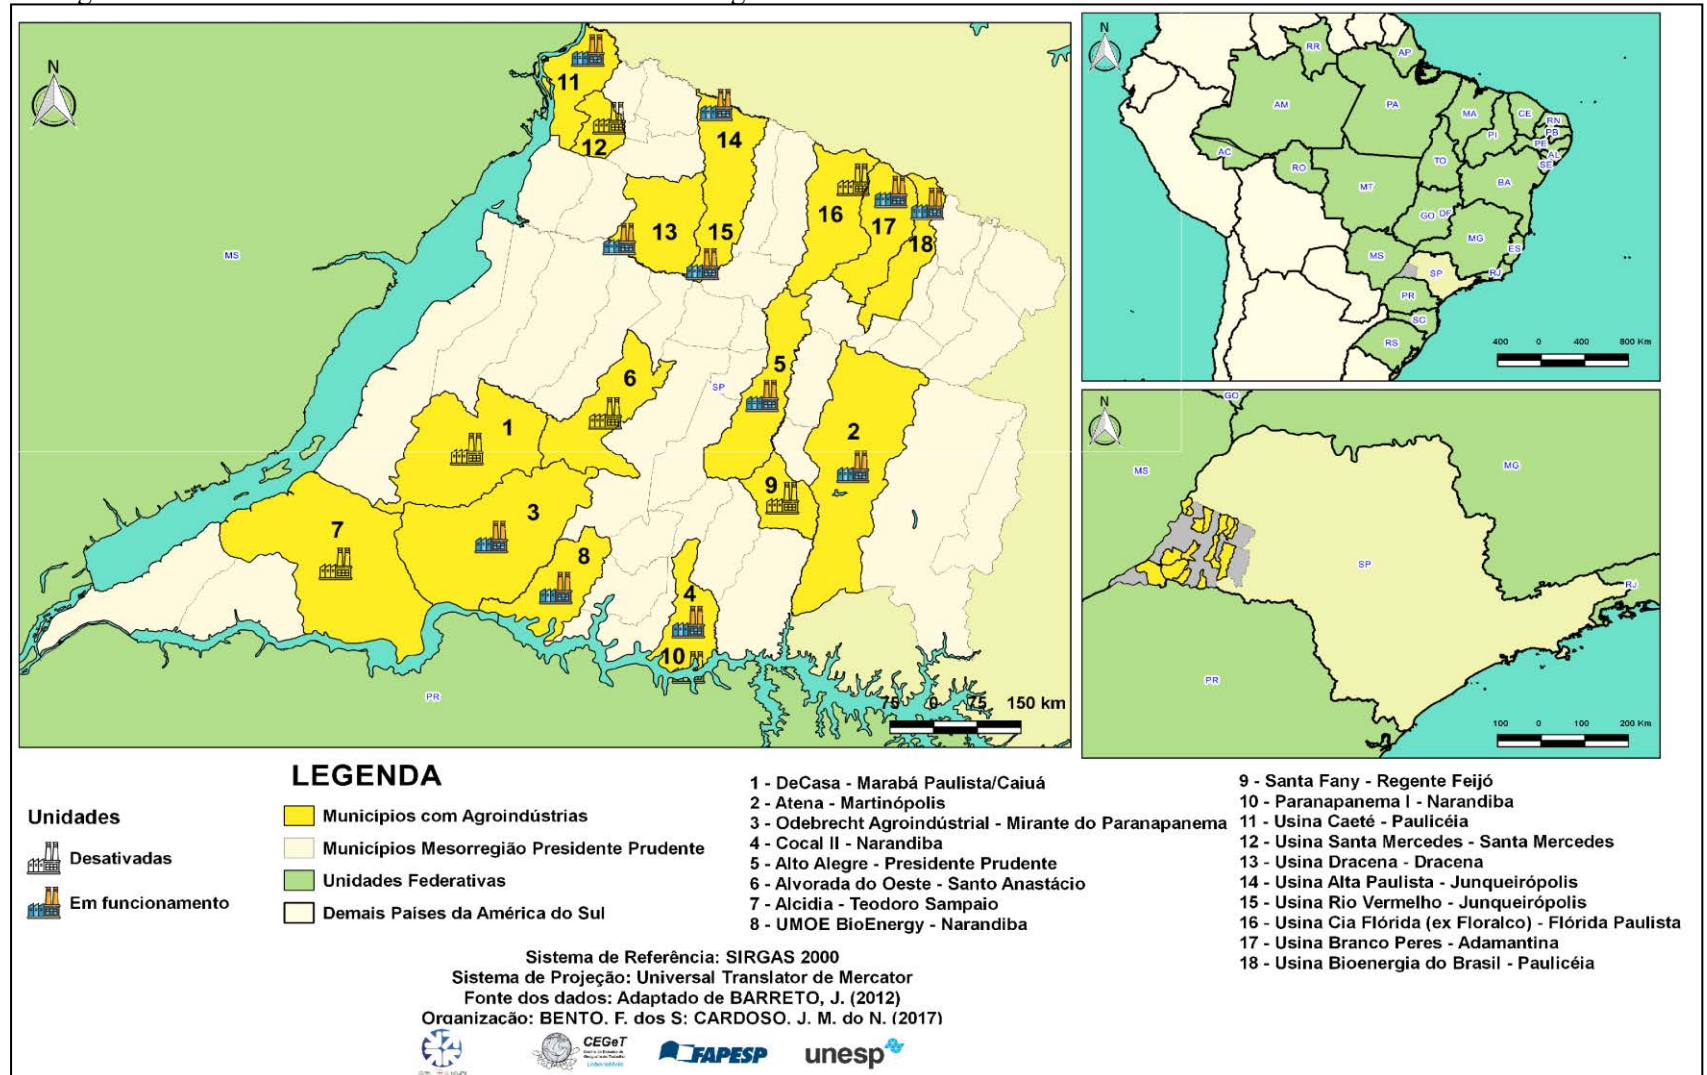 N
11
12
14
13
15
16
17
18
MS
5
SP
6
1
2
9
3
7
8
4
10
PR
75 0 75 150 km
N
RR
AP
AM
PA
MA
CE
RN
PB
PE
AL
SE
PI
AC
RO
TO
MT
BA
GO
DF
MG
ES
MS
SP
RJ
PR
SC
RS
400 0 400 800 Km
N
GO
MS
MG
SP
RJ
PR
100 0 100 200 Km
LEGENDA
Unidades
Desativadas
Em funcionamento
Municípios com Agroindústrias
Municípios Mesorregião Presidente Prudente
Unidades Federativas
Demais Países da América do Sul
1 - DeCasa - Marabá Paulista/Caiuá
2 - Atena - Martinópolis
3 - Odebrecht Agroindústrial - Mirante do Paranapanema
4 - Cocal II - Narandiba
5 - Alto Alegre - Presidente Prudente
6 - Alvorada do Oeste - Santo Anastácio
7 - Alcidia - Teodoro Sampaio
8 - UMOE BioEnergy - Narandiba
9 - Santa Fany - Regente Feijó
10 - Paranapanema I - Narandiba
11 - Usina Caeté - Paulicéia
12 - Usina Santa Mercedes - Santa Mercedes
13 - Usina Dracena - Dracena
14 - Usina Alta Paulista - Junqueirópolis
15 - Usina Rio Vermelho - Junqueirópolis
16 - Usina Cia Flórida (ex Floralco) - Flórida Paulista
17 - Usina Branco Peres - Adamantina
18 - Usina Bioenergia do Brasil - Paulicéia
Sistema de Referência: SIRGAS 2000
Sistema de Projeção: Universal Translator de Mercator
Fonte dos dados: Adaptado de BARRETO, J. (2012)
Organização: BENTO, F. dos S; CARDOSO, J. M. do N. (2017)
CEGeT
FAPESP
unesp